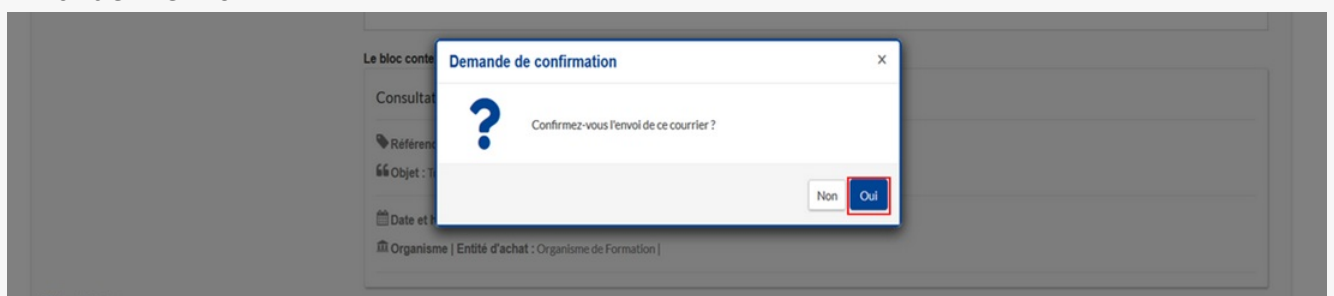 Le bloc conte
Demande de confirmation X
Consultat
Confirmez-vous l'envoi de ce courrier ?
Référenc
Objet :
Non Oui
Date et
Organisme | Entité d'achat : Organisme de Formation |